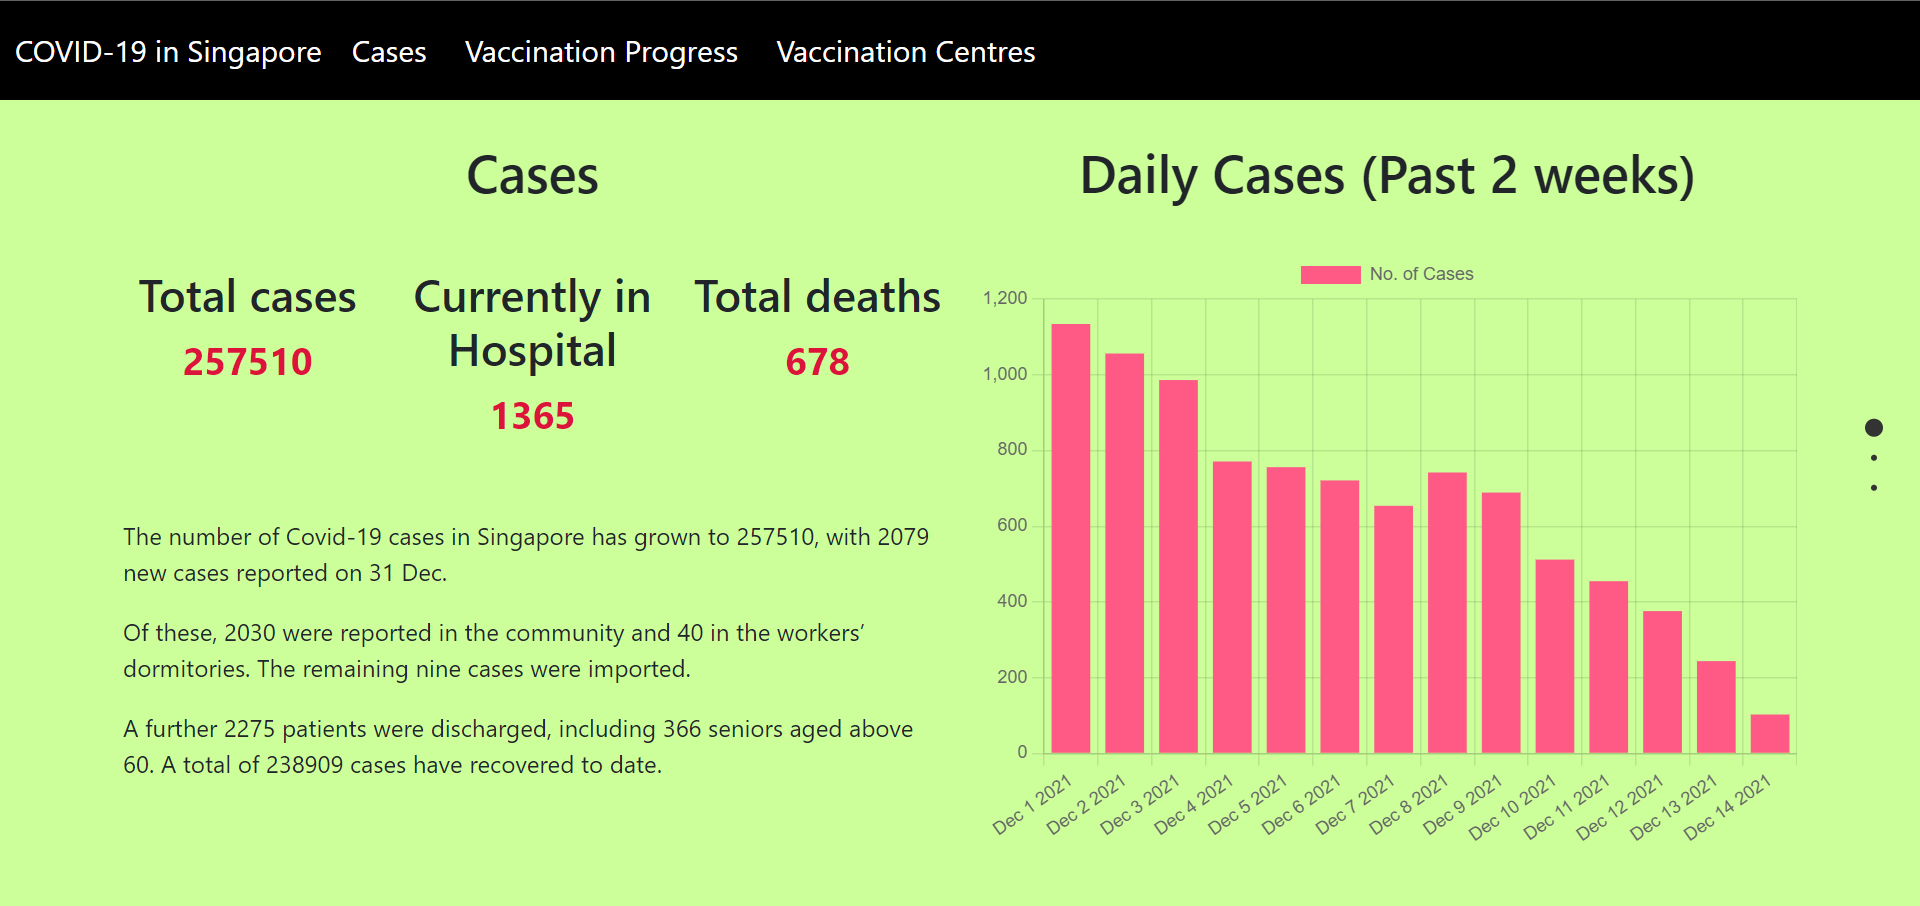 COVID-19 in Singapore Cases Vaccination Progress Vaccination Centres
Cases
Total cases
257510
Currently in
Hospital
1365
Total deaths
678
The number of Covid-19 cases in Singapore has grown to 257510, with 2079
new cases reported on 31 Dec.
Of these, 2030 were reported in the community and 40 in the workers’
dormitories. The remaining nine cases were imported.
A further 2275 patients were discharged, including 366 seniors aged above
60. A total of 238909 cases have recovered to date.
Daily Cases (Past 2 weeks)
No. of Cases
1,200
1,000
800
600
400
200
0
Dec 1 2021
Dec 2 2021
Dec 3 2021
Dec 4 2021
Dec 5 2021
Dec 6 2021
Dec 7 2021
Dec 8 2021
Dec 9 2021
Dec 10 2021
Dec 11 2021
Dec 12 2021
Dec 13 2021
Dec 14 2021